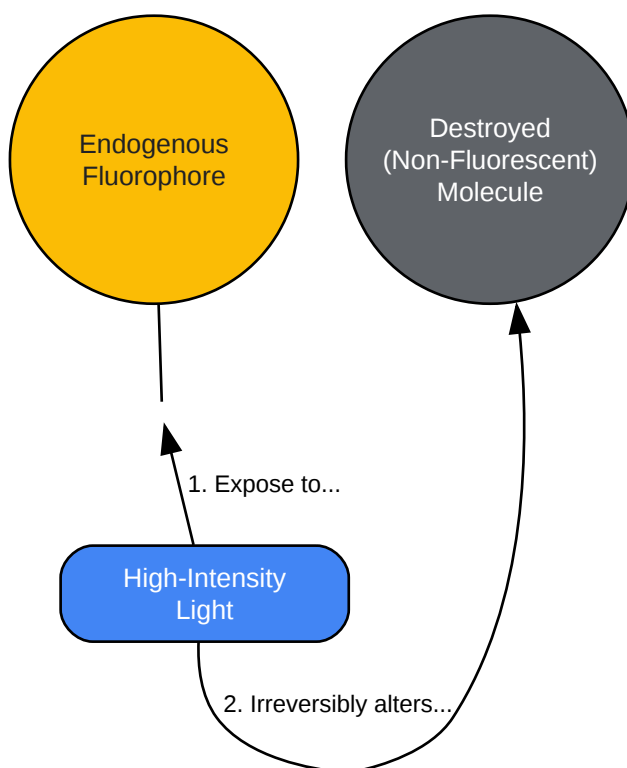 Endogenous
Fluorophore
Destroyed
(Non-Fluorescent)
Molecule
1. Expose to...
High-Intensity
Light
2. Irreversibly alters...